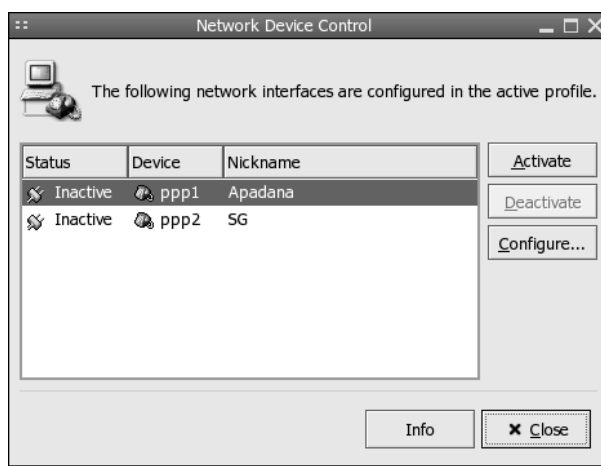 Network Device Control
The following network interfaces are configured in the active profile.
Status Device Nickname
Inactive ppp1 Apadana
Inactive ppp2 SG
Activate
Deactivate
Configure...
Info
Close